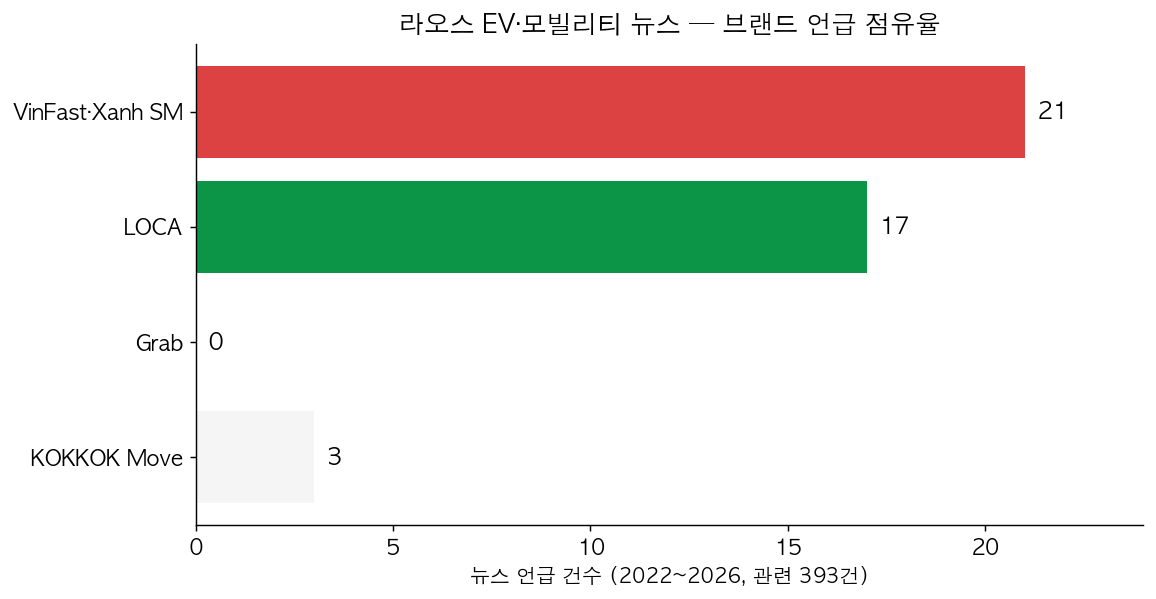 라오스 EV·모빌리티 뉴스 — 브랜드 언급 점유율
VinFast·Xanh SM
21
LOCA
17
Grab
0
KOKKOK Move
3
0 5 10 15 20
뉴스 언급 건수 (2022~2026, 관련 393건)